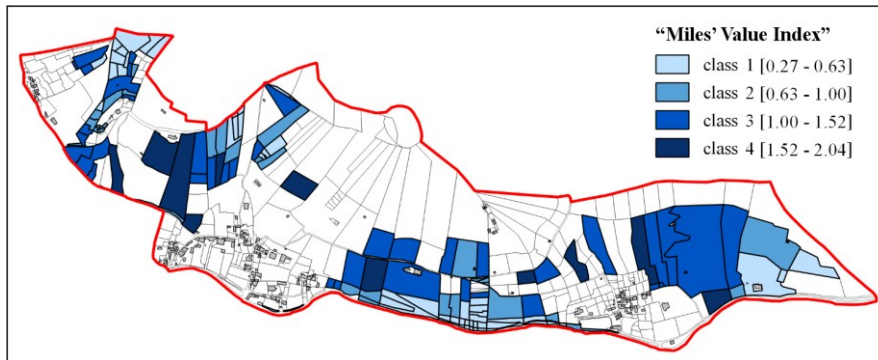 “Miles’ Value Index”
class 1 [0.27 - 0.63]
class 2 [0.63 - 1.00]
class 3 [1.00 - 1.52]
class 4 [1.52 - 2.04]